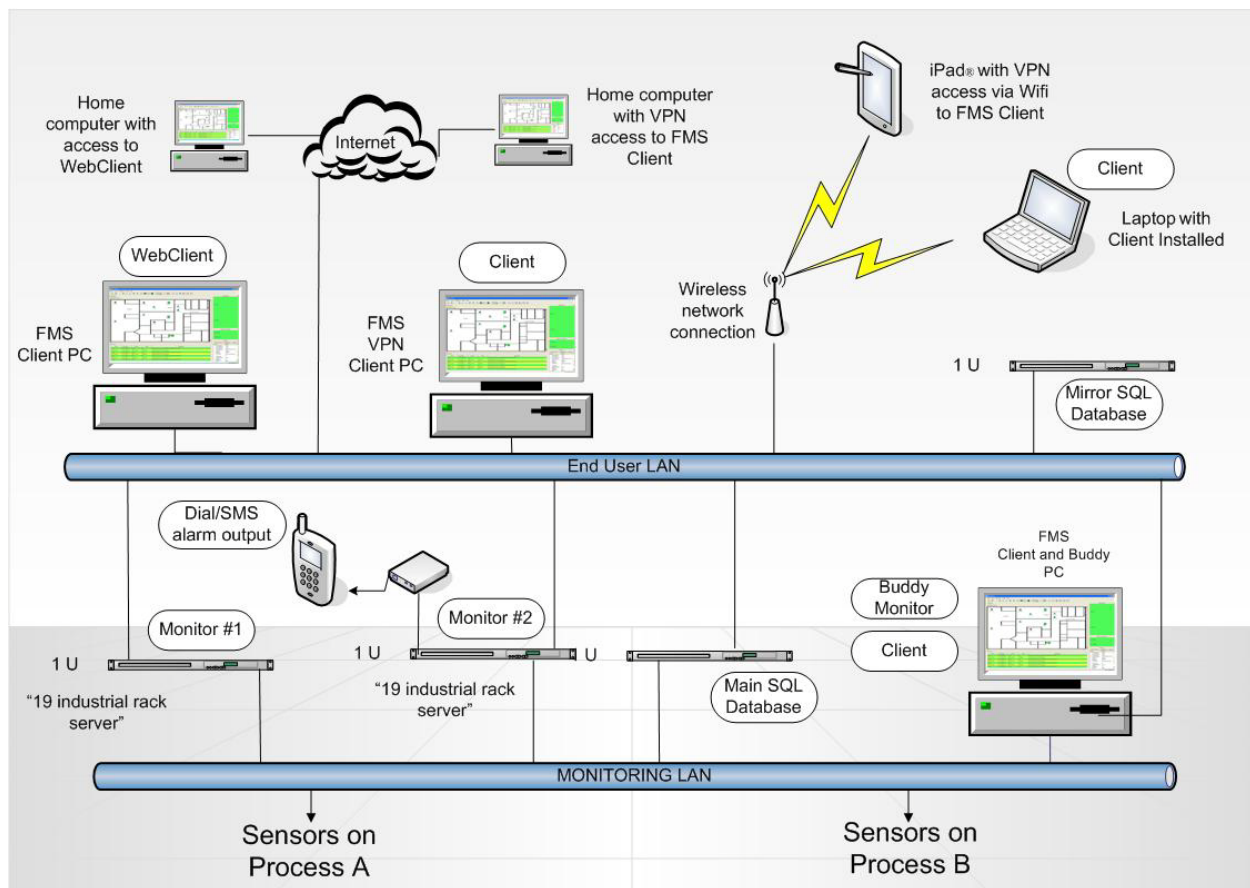 Home
computer with
access to
WebClient
Internet
Home computer
with VPN
access to FMS
Client
iPad® with VPN
access via Wifi
to FMS Client
Client
Laptop with
Client Installed
WebClient
FMS
Client PC
Client
FMS
VPN
Client PC
Wireless
network
connection
1 U
Mirror SQL
Database
End User LAN
Dial/SMS
alarm output
FMS
Client and Buddy
PC
Buddy
Monitor
Client
Monitor #1
1 U
“19 industrial rack
server”
Monitor #2
1 U
“19 industrial rack
server”
U
Main SQL
Database
MONITORING LAN
Sensors on
Process A
Sensors on
Process B